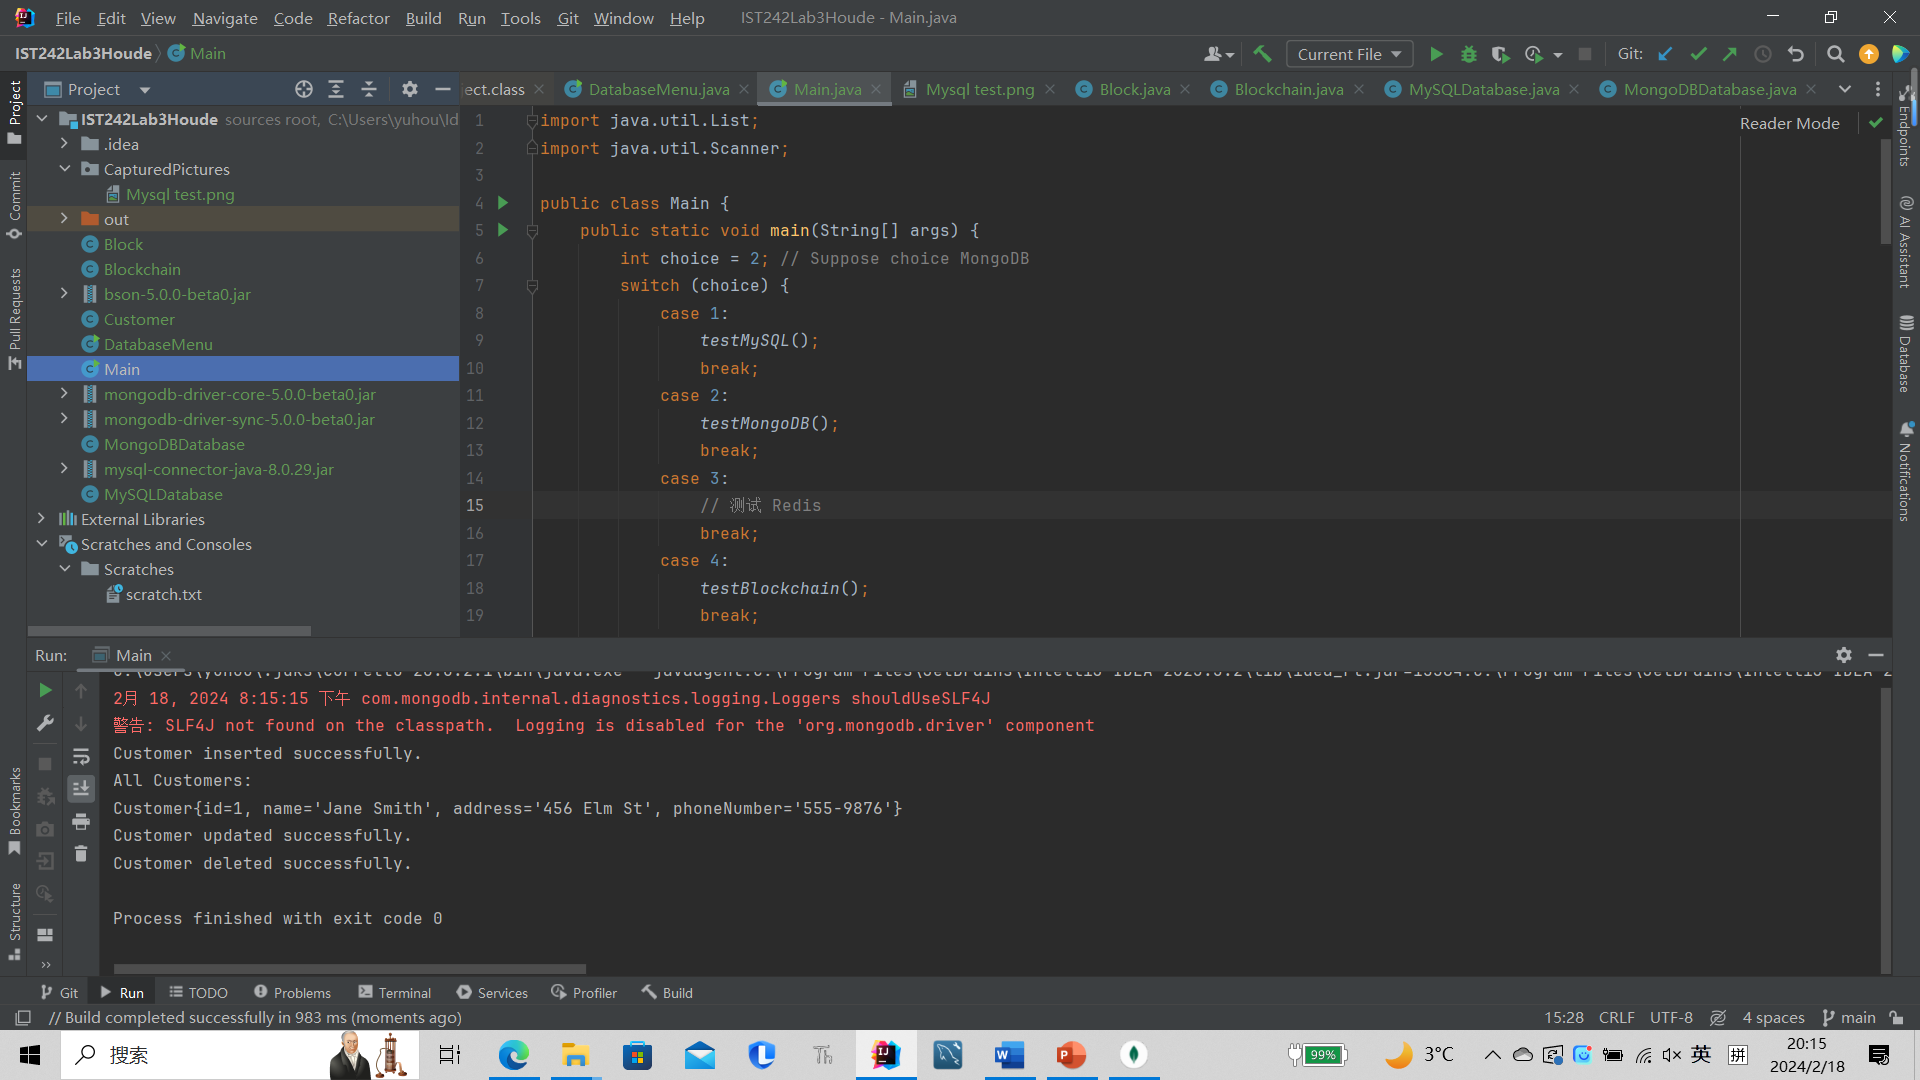 File Edit View Navigate Code Refactor Build Run Tools Git Window Help IST242Lab3Houde - Main.java
IST242Lab3Houde Main Current File Git:
Project
ect.class DatabaseMenu.java Main.java Mysql test.png Block.java Blockchain.java MySQLDatabase.java MongoDBDatabase.java
IST242Lab3Houde sources root, C:\Users\yuhou\Id
.idea
CapturedPictures
Mysql test.png
out
Block
Blockchain
bson-5.0.0-beta0.jar
Customer
DatabaseMenu
Main
mongodb-driver-core-5.0.0-beta0.jar
mongodb-driver-sync-5.0.0-beta0.jar
MongoDBDatabase
mysql-connector-java-8.0.29.jar
MySQLDatabase
External Libraries
Scratches and Consoles
Scratches
scratch.txt
Project
Commit
Pull Requests
Bookmarks
Structure
Reader Mode
1 import java.util.List;
2 import java.util.Scanner;
3
4 public class Main {
5 public static void main(String[] args) {
6 int choice = 2; // Suppose choice MongoDB
7 switch (choice) {
8 case 1:
9 testMySQL();
10 break;
11 case 2:
12 testMongoDB();
13 break;
14 case 3:
15 // 测试 Redis
16 break;
17 case 4:
18 testBlockchain();
19 break;
Endpoints
AI Assistant
Database
Notifications
Run: Main
2月 18, 2024 8:15:15 下午 com.mongodb.internal.diagnostics.logging.Loggers shouldUseSLF4J
警告: SLF4J not found on the classpath.  Logging is disabled for the 'org.mongodb.driver' component
Customer inserted successfully.
All Customers:
Customer{id=1, name='Jane Smith', address='456 Elm St', phoneNumber='555-9876'}
Customer updated successfully.
Customer deleted successfully.
Process finished with exit code 0
Git Run TODO Problems Terminal Services Profiler Build
// Build completed successfully in 983 ms (moments ago) 15:28 CRLF UTF-8 4 spaces main
搜索 99% 3°C 英 拼 20:15
2024/2/18